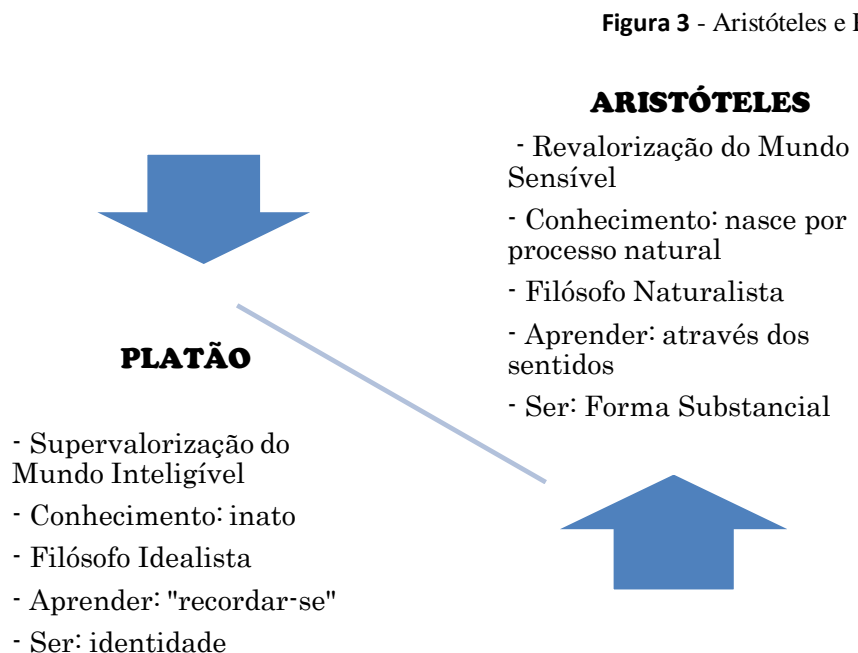 Figura 3 - Aristóteles e
ARISTÓTELES
- Revalorização do Mundo
Sensível
- Conhecimento: nasce por
processo natural
- Filósofo Naturalista
- Aprender: através dos
sentidos
- Ser: Forma Substancial
PLATÃO
- Supervalorização do
Mundo Inteligível
- Conhecimento: inato
- Filósofo Idealista
- Aprender: "recordar-se"
- Ser: identidade